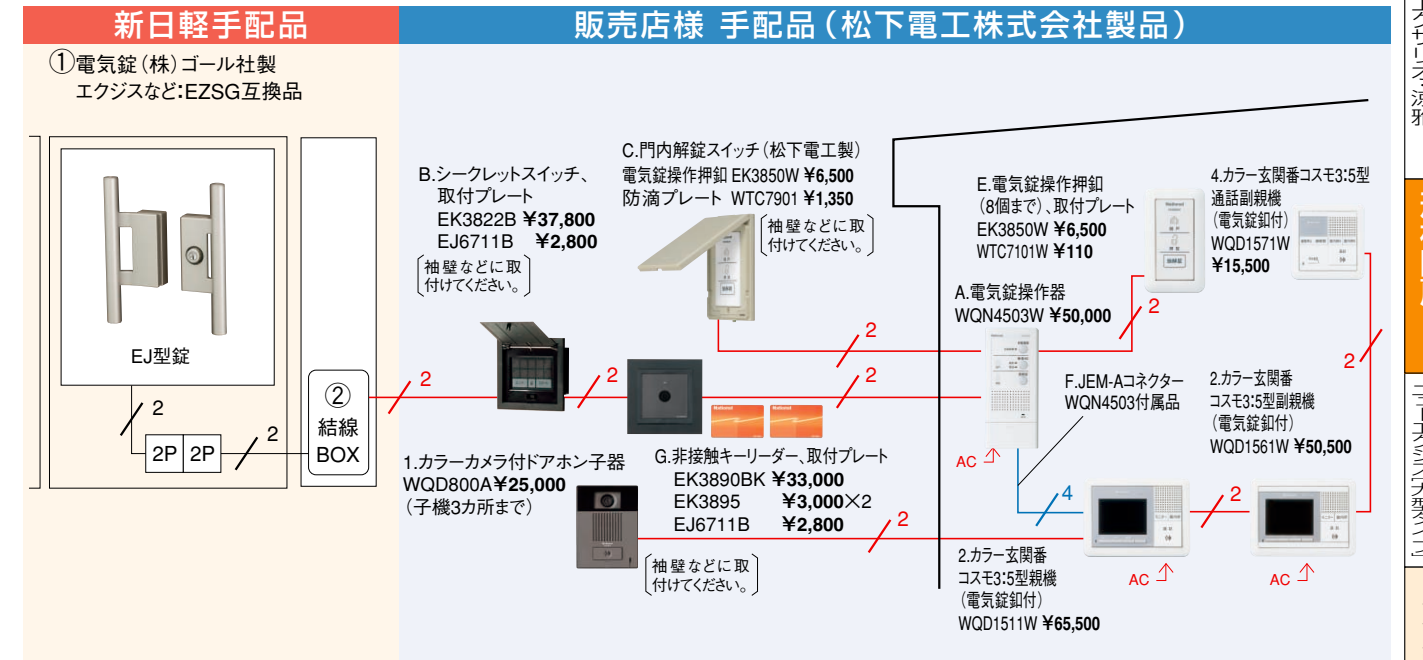 新日軽手配品
販売店様 手配品(松下電工株式会社製品)
①電気錠(株)ゴール社製
エクジスなど:EZSG互換品
EJ型錠
2
2P 2P
2
②
結線
BOX
2
B.シークレットスイッチ、
取付プレート
EK3822B ¥37,800
EJ6711B ¥2,800
[袖壁などに取
付けてください。]
2
C.門内解錠スイッチ(松下電工製)
電気錠操作押釦 EK3850W ¥6,500
防滴プレート WTC7901 ¥1,350
[袖壁などに取
付けてください。]
2
2
National
National
G.非接触キーリーダー、取付プレート
EK3890BK ¥33,000
EK3895 ¥3,000×2
EJ6711B ¥2,800
1.カラーカメラ付ドアホン子器
WQD800A¥25,000
(子機3カ所まで)
[袖壁などに取
付けてください。]
2
E.電気錠操作押釦
(8個まで)、取付プレート
EK3850W ¥6,500
WTC7101W ¥110
National
2
A.電気錠操作器
WQN4503W ¥50,000
AC
F.JEM-Aコネクター
WQN4503付属品
4
4.カラー玄関番コスモ3:5型
通話副親機
(電気錠釦付)
WQD1571W
¥15,500
2
2.カラー玄関番
コスモ3:5型副親機
(電気錠釦付)
WQD1561W ¥50,500
2
AC
AC
2.カラー玄関番
コスモ3:5型親機
(電気錠釦付)
WQD1511W ¥65,500